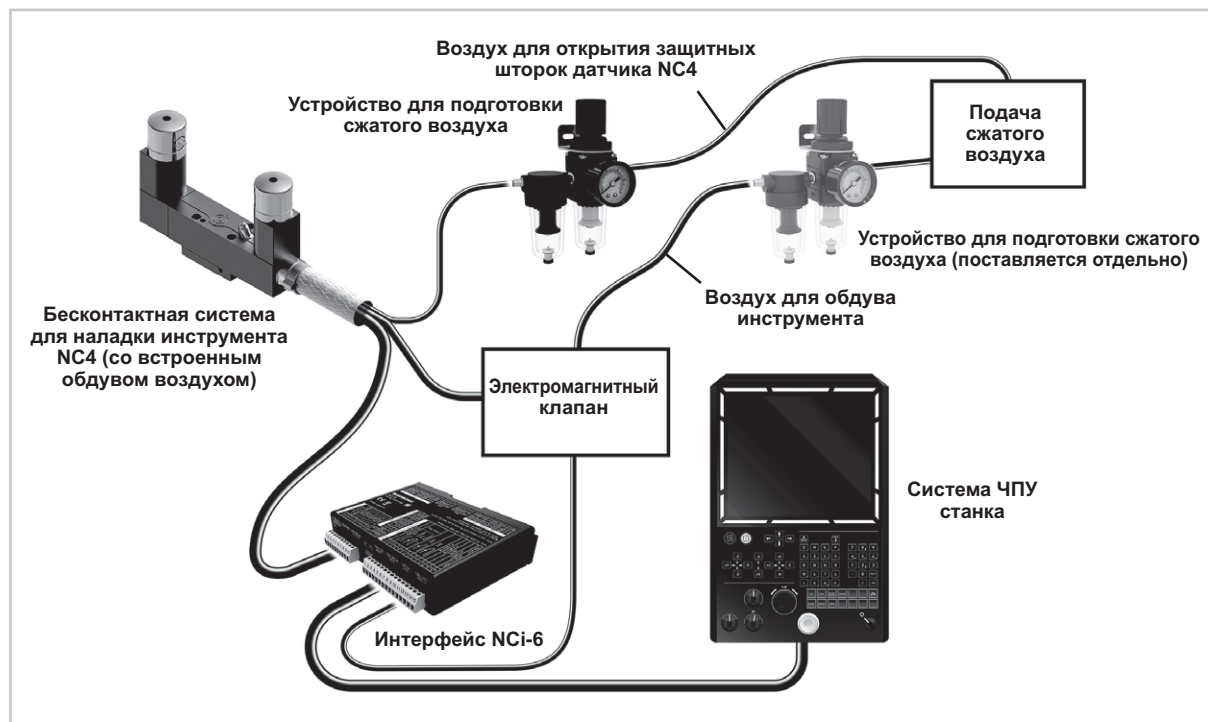 Воздух для открытия защитных
шторок датчика NC4
Устройство для подготовки
сжатого воздуха
Подача
сжатого
воздуха
Устройство для подготовки сжатого
воздуха (поставляется отдельно)
Воздух для обдува
инструмента
Бесконтактная система
для наладки инструмента
NC4 (со встроенным
обдувом воздухом)
Электромагнитный
клапан
Система ЧПУ
станка
Интерфейс NCi-6